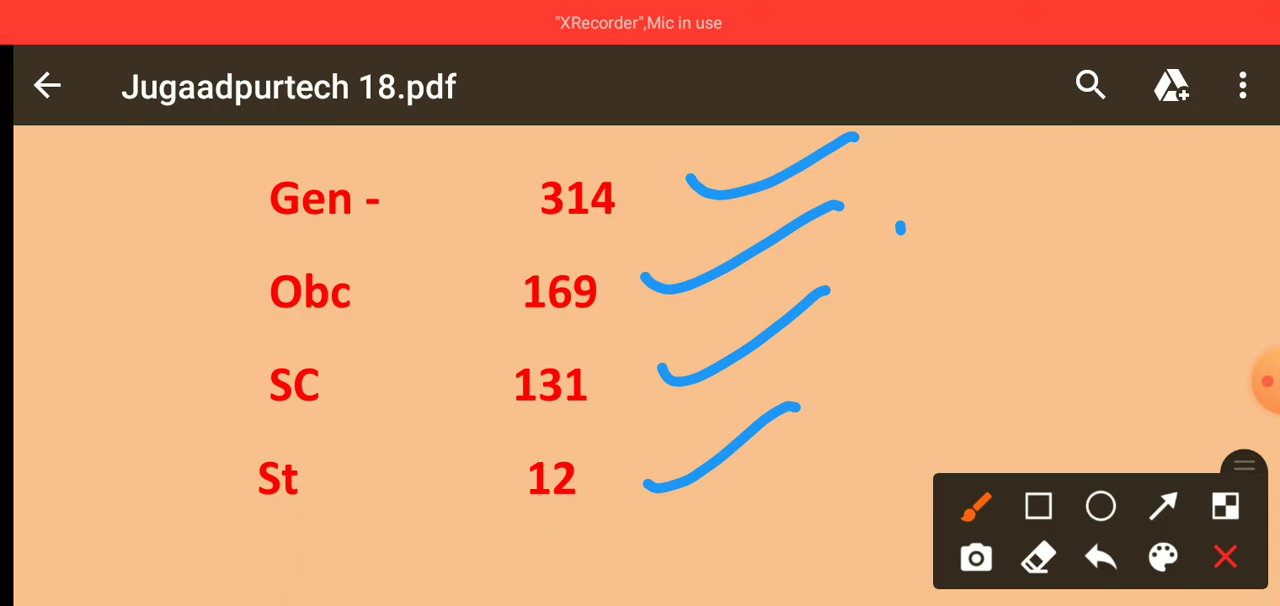 "XRecorder",Mic in use
Jugaadpurtech 18.pdf
Gen - 314
Obc 169
SC 131
St 12